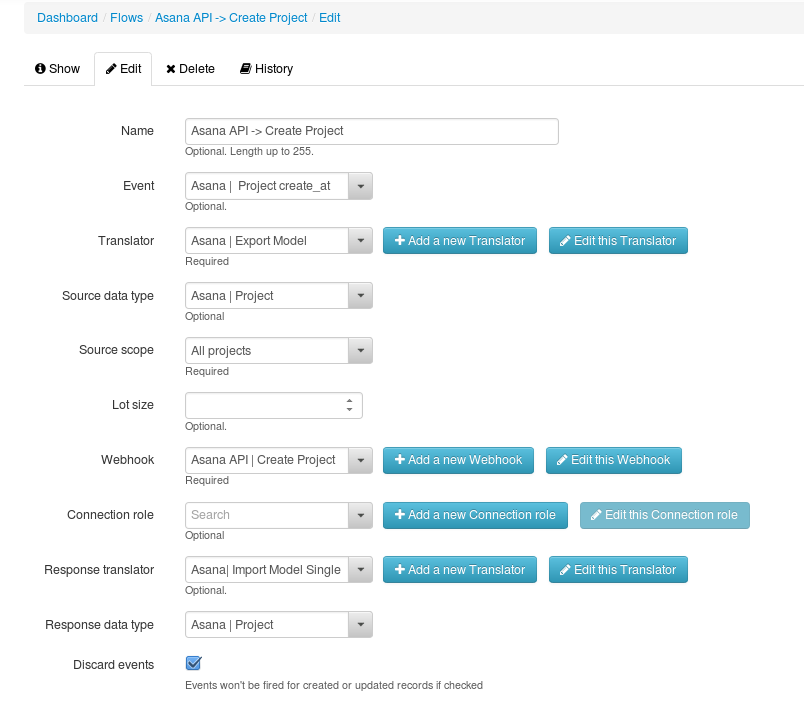 Dashboard / Flows / Asana API -> Create Project / Edit
Show Edit Delete History
Name Asana API -> Create Project
Optional. Length up to 255.
Event Asana | Project create_at
Optional.
Translator Asana | Export Model Add a new Translator Edit this Translator
Required
Source data type Asana | Project
Optional
Source scope All projects
Required
Lot size
Optional.
Webhook Asana API | Create Project Add a new Webhook Edit this Webhook
Required
Connection role Search Add a new Connection role Edit this Connection role
Optional
Response translator Asana| Import Model Single Add a new Translator Edit this Translator
Optional.
Response data type Asana | Project
Discard events
Events won't be fired for created or updated records if checked